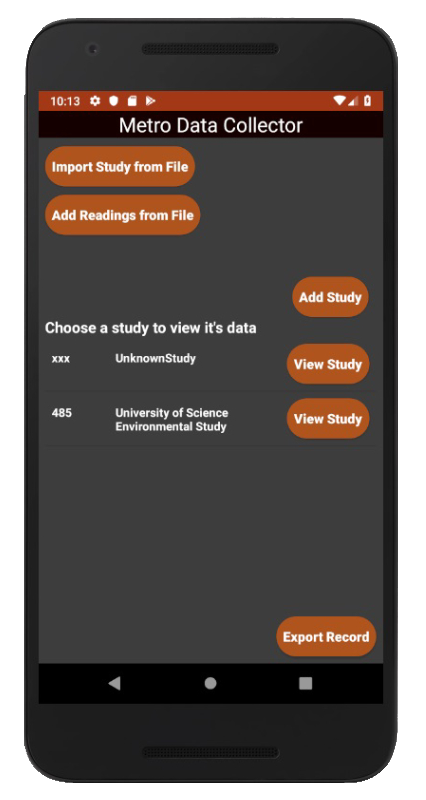 10:13
Metro Data Collector
Import Study from File
Add Readings from File
Add Study
Choose a study to view it's data
xxx UnknownStudy View Study
485 University of Science
Environmental Study View Study
Export Record